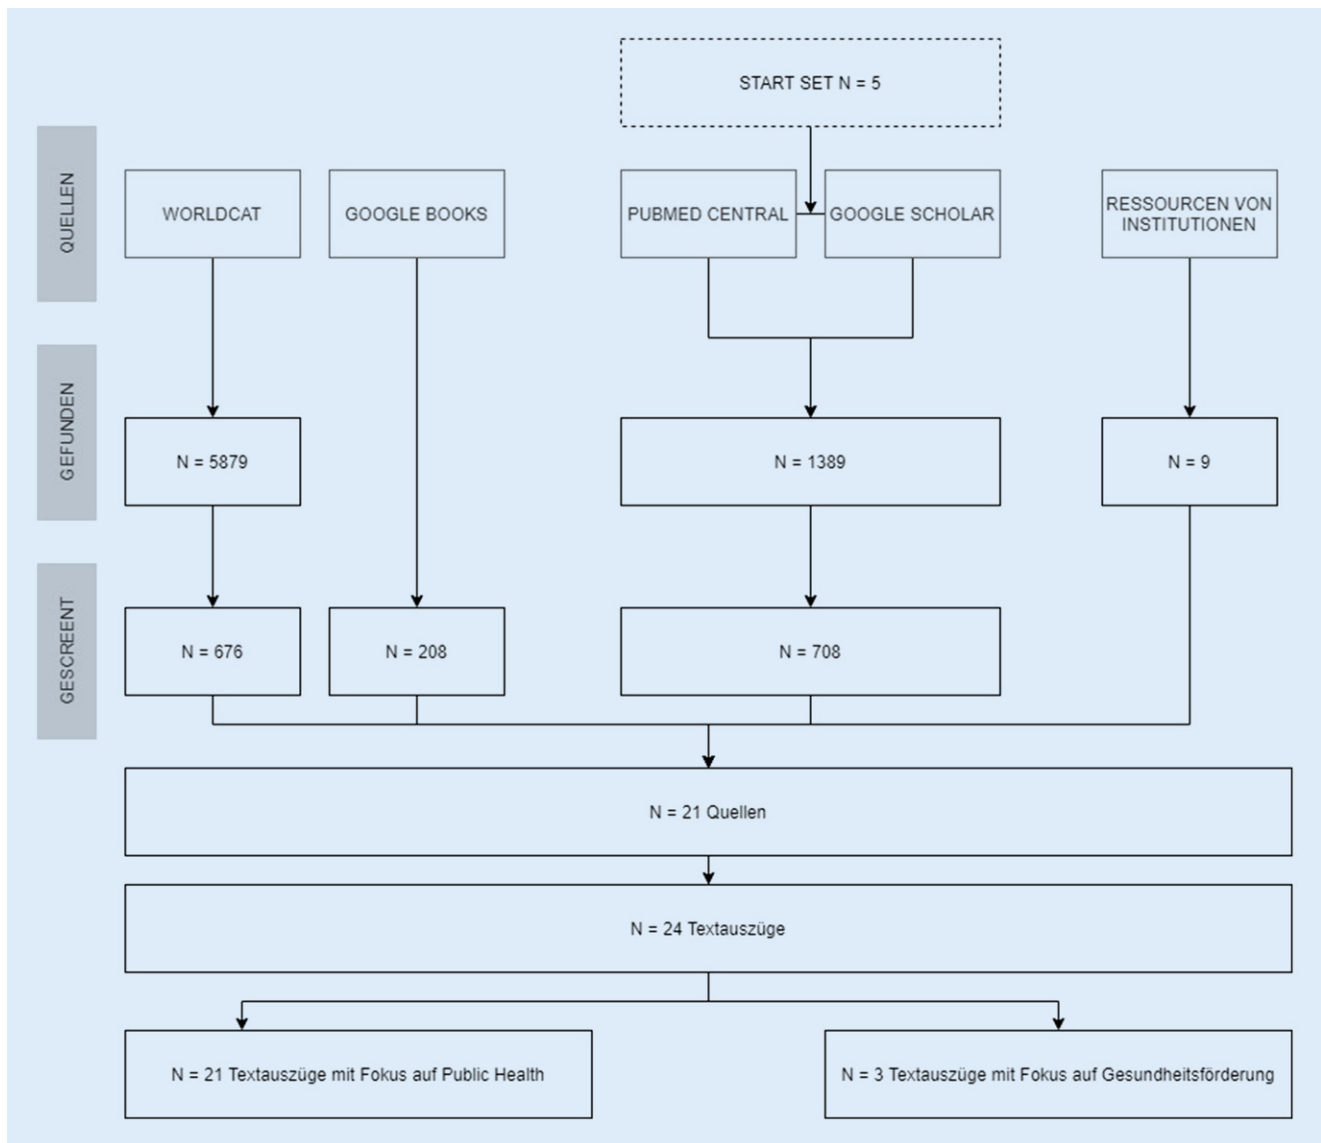 START SET N = 5
QUELLEN
WORLDCAT
GOOGLE BOOKS
PUBMED CENTRAL
GOOGLE SCHOLAR
RESSOURCEN VON
INSTITUTIONEN
GEFUNDEN
N = 5879
N = 1389
N = 9
GESCREENT
N = 676
N = 208
N = 708
N = 21 Quellen
N = 24 Textauszüge
N = 21 Textauszüge mit Fokus auf Public Health
N = 3 Textauszüge mit Fokus auf Gesundheitsförderung